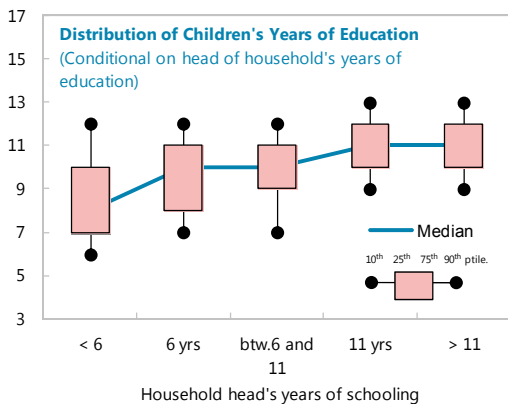 17
15
13
11
9
7
5
3
Distribution of Children's Years of Education
(Conditional on head of household's years of
education)
Median
10th 25th 75th 90th ptile.
< 6 6 yrs btw.6 and 11 yrs > 11
11
Household head's years of schooling